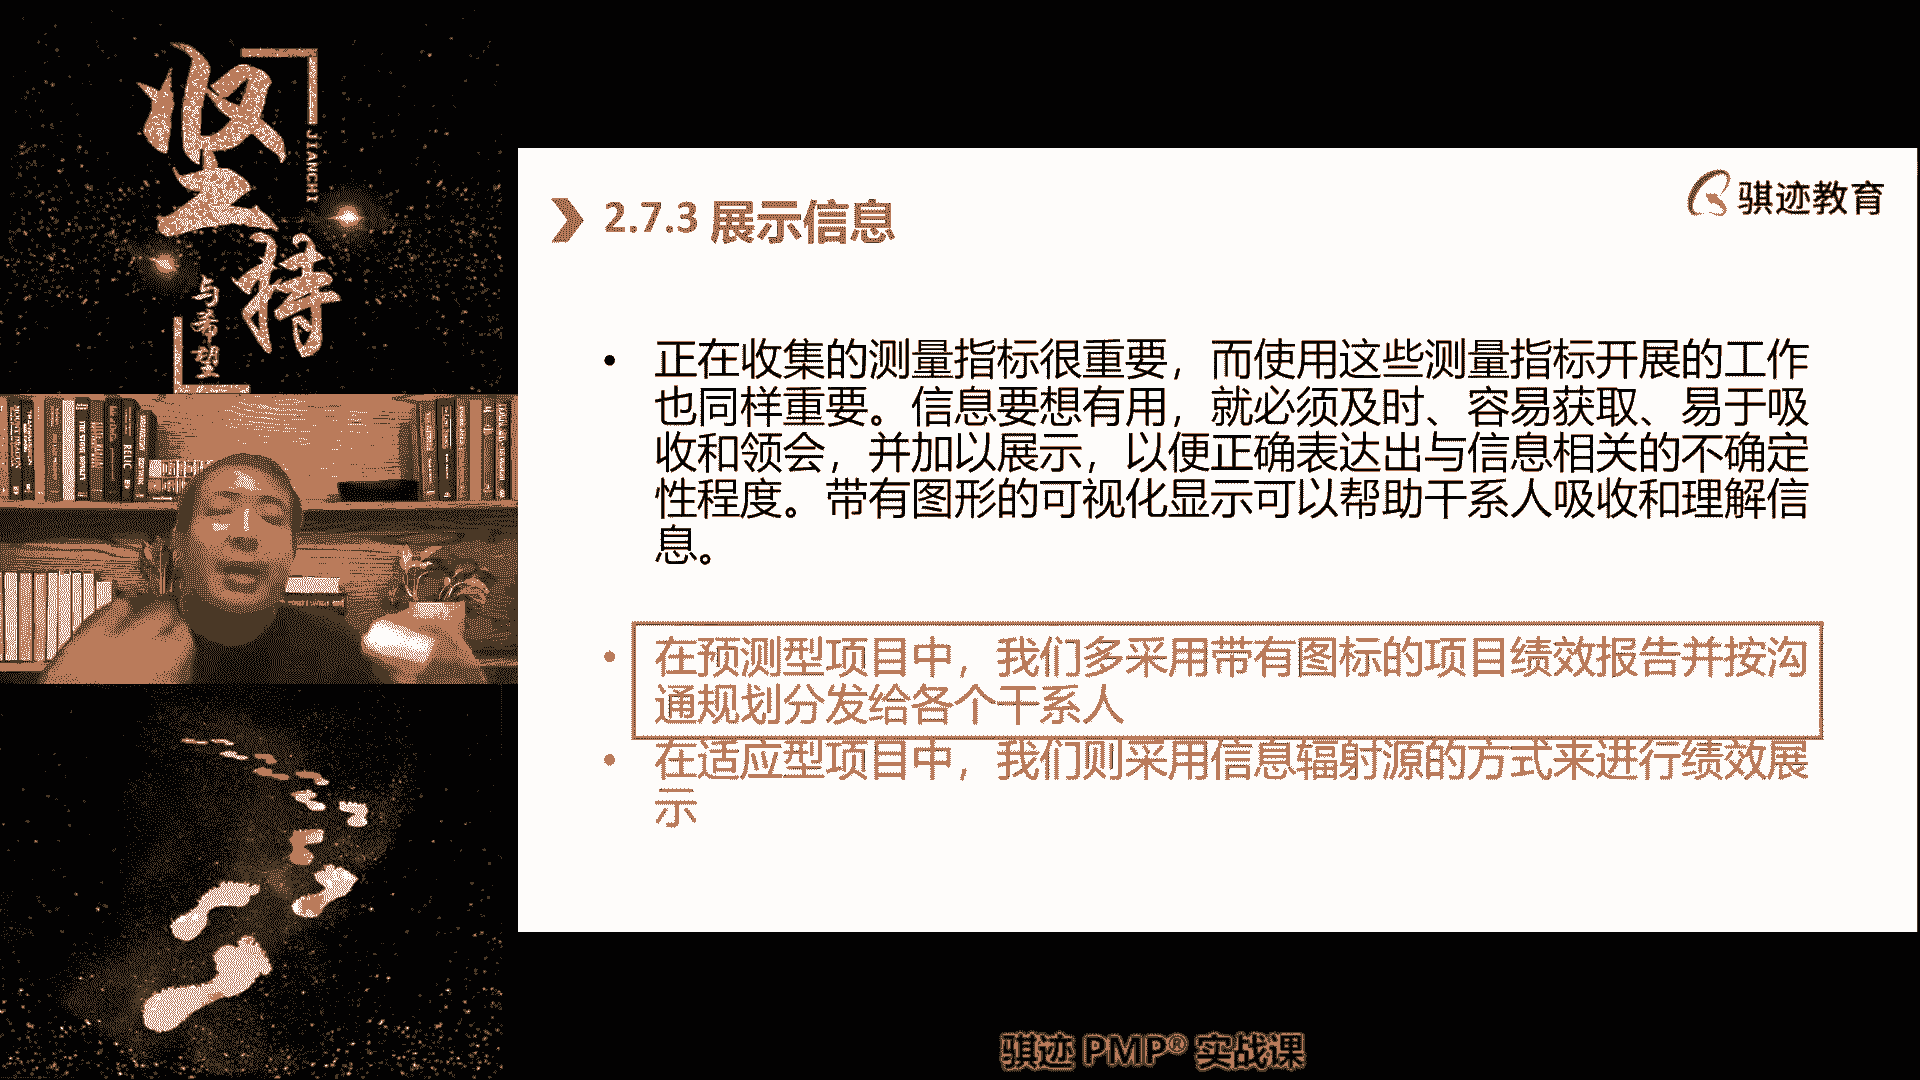 坚持
JIANCHI
与希望
骐迹教育
2.7.3 展示信息
• 正在收集的测量指标很重要，而使用这些测量指标开展的工作
也同样重要。信息要想有用，就必须及时、容易获取、易于吸
收和领会，并加以展示，以便正确表达出与信息相关的不确定
性程度。带有图形的可视化显示可以帮助干系人吸收和理解信
息。
• 在预测型项目中，我们多采用带有图标的项目绩效报告并按沟
通规划分发给各个干系人
• 在适应型项目中，我们则采用信息辐射源的方式来进行绩效展
示
骐迹 PMP® 实战课